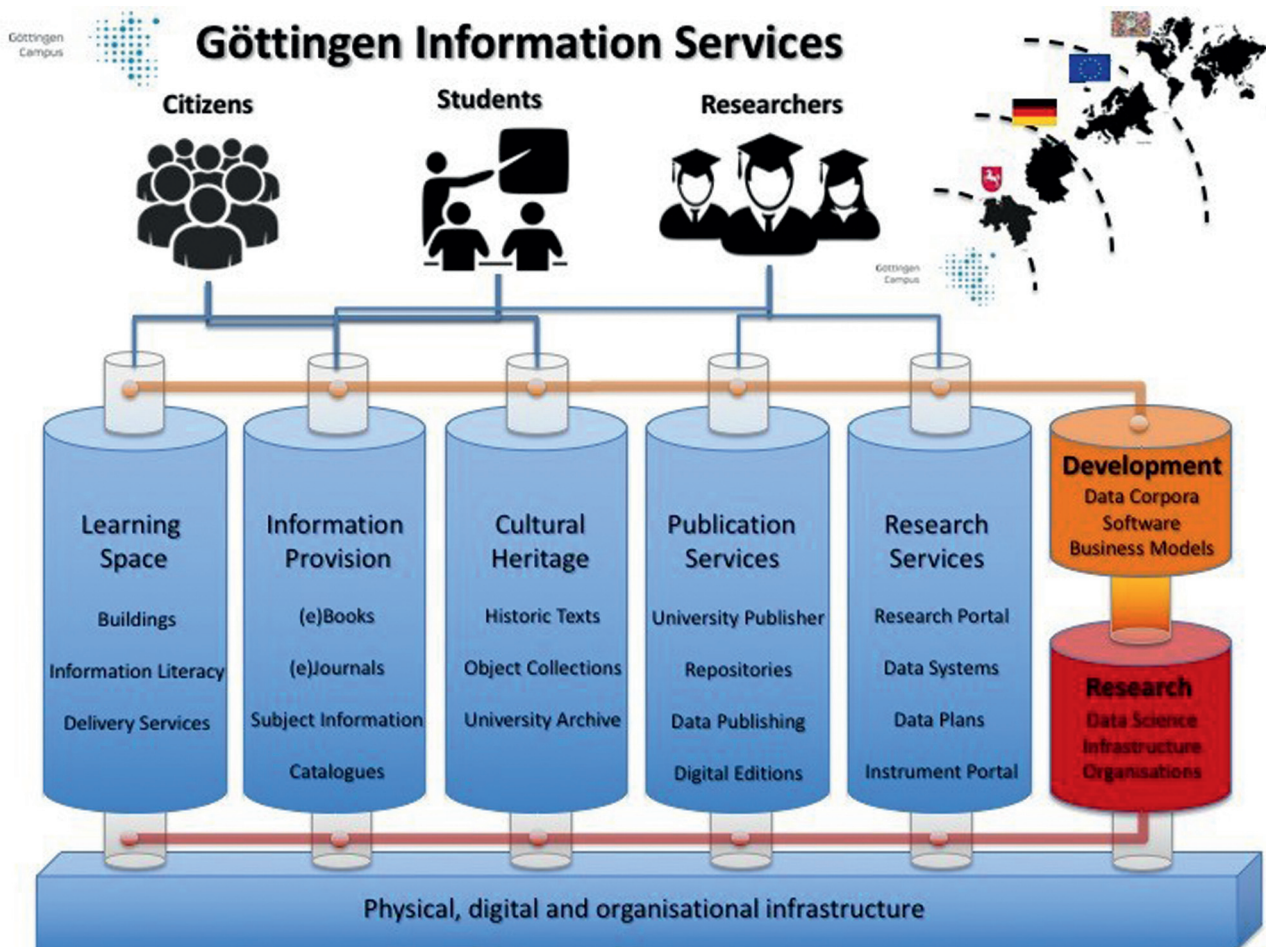 Göttingen
Campus
Göttingen Information Services
Citizens
Students
Researchers
Göttingen
Campus
Learning
Space
Buildings
Information Literacy
Delivery Services
Information
Provision
(e)Books
(e)Journals
Subject Information
Catalogues
Cultural
Heritage
Historic Texts
Object Collections
University Archive
Publication
Services
University Publisher
Repositories
Data Publishing
Digital Editions
Research
Services
Research Portal
Data Systems
Data Plans
Instrument Portal
Development
Data Corpora
Software
Business Models
Research
Data Science
Infrastructure
Organisations
Physical, digital and organisational infrastructure